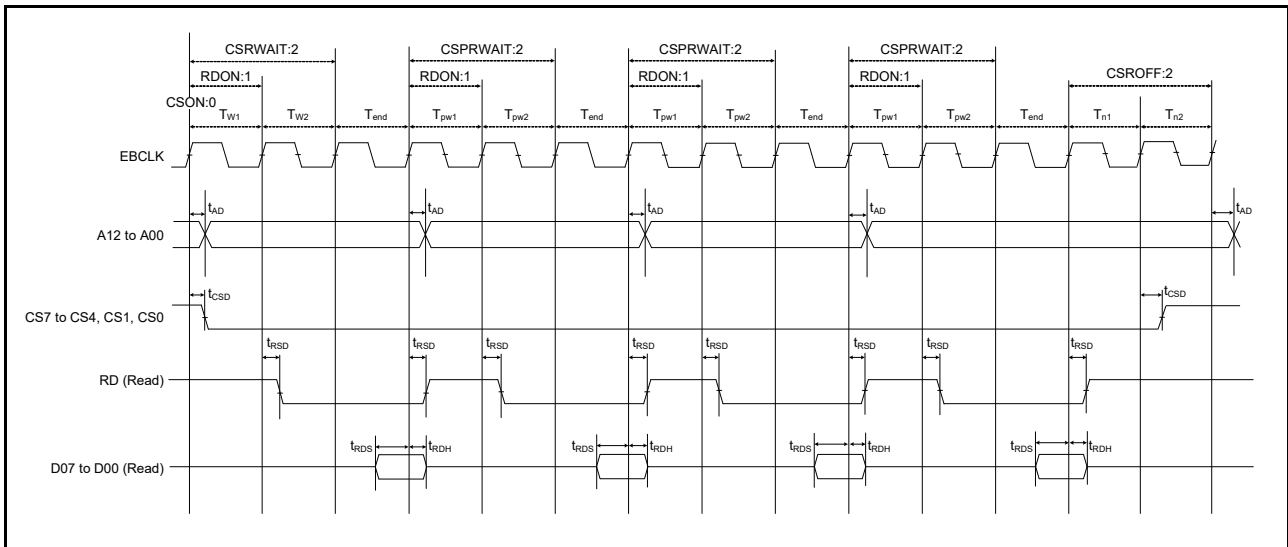 CSRWAIT:2 CSPRWAIT:2 CSPRWAIT:2 CSPRWAIT:2
RDON:1 RDON:1 RDON:1 RDON:1 CSROFF:2
CSON:0
TW1 TW2 Tend Tpw1 Tpw2 Tend Tpw1 Tpw2 Tend Tpw1 Tpw2 Tend Tn1 Tn2
EBCLK
tAD tAD tAD tAD tAD
A12 to A00
tCSD tCSD
CS7 to CS4, CS1, CS0
tRSD tRSD tRSD tRSD tRSD tRSD tRSD tRSD
RD (Read)
tRDS tRDH tRDS tRDH tRDS tRDH tRDS tRDH
D07 to D00 (Read)